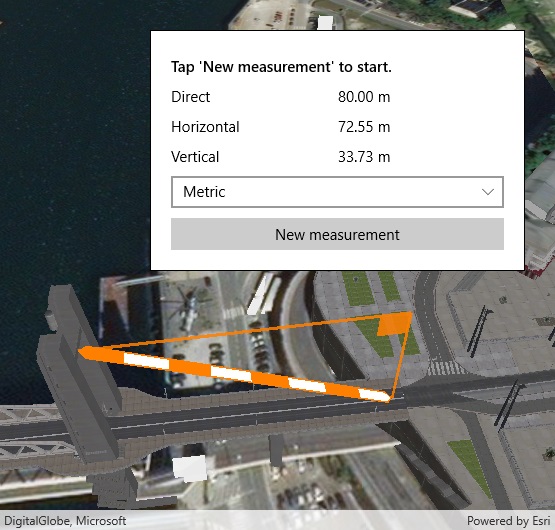 Tap 'New measurement' to start.
Direct 80.00 m
Horizontal 72.55 m
Vertical 33.73 m
Metric
New measurement
DigitalGlobe, Microsoft Powered by Esri